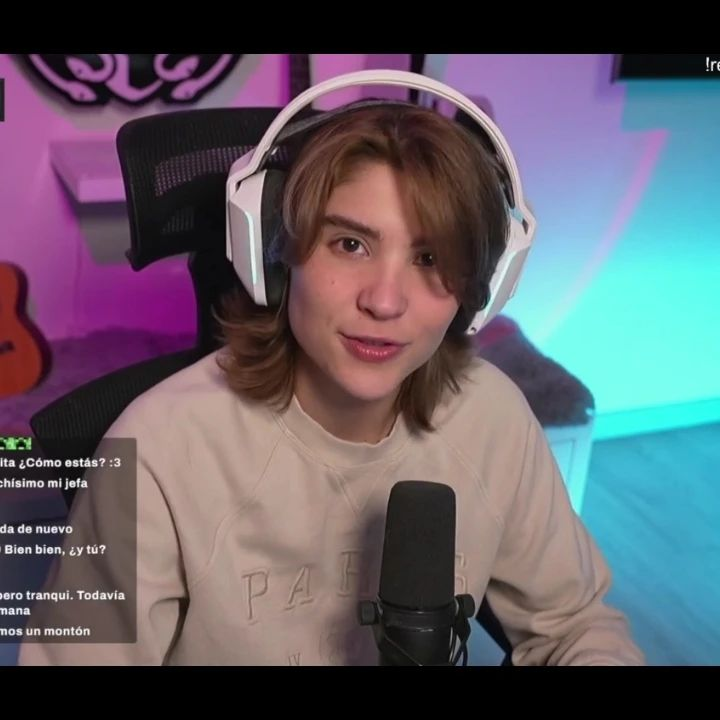 !re
ita ¿Cómo estás? :3
chísimo mi jefa
da de nuevo
Bien bien, ¿y tú?
pero tranqui. Todavía
mana
mos un montón
PAR S